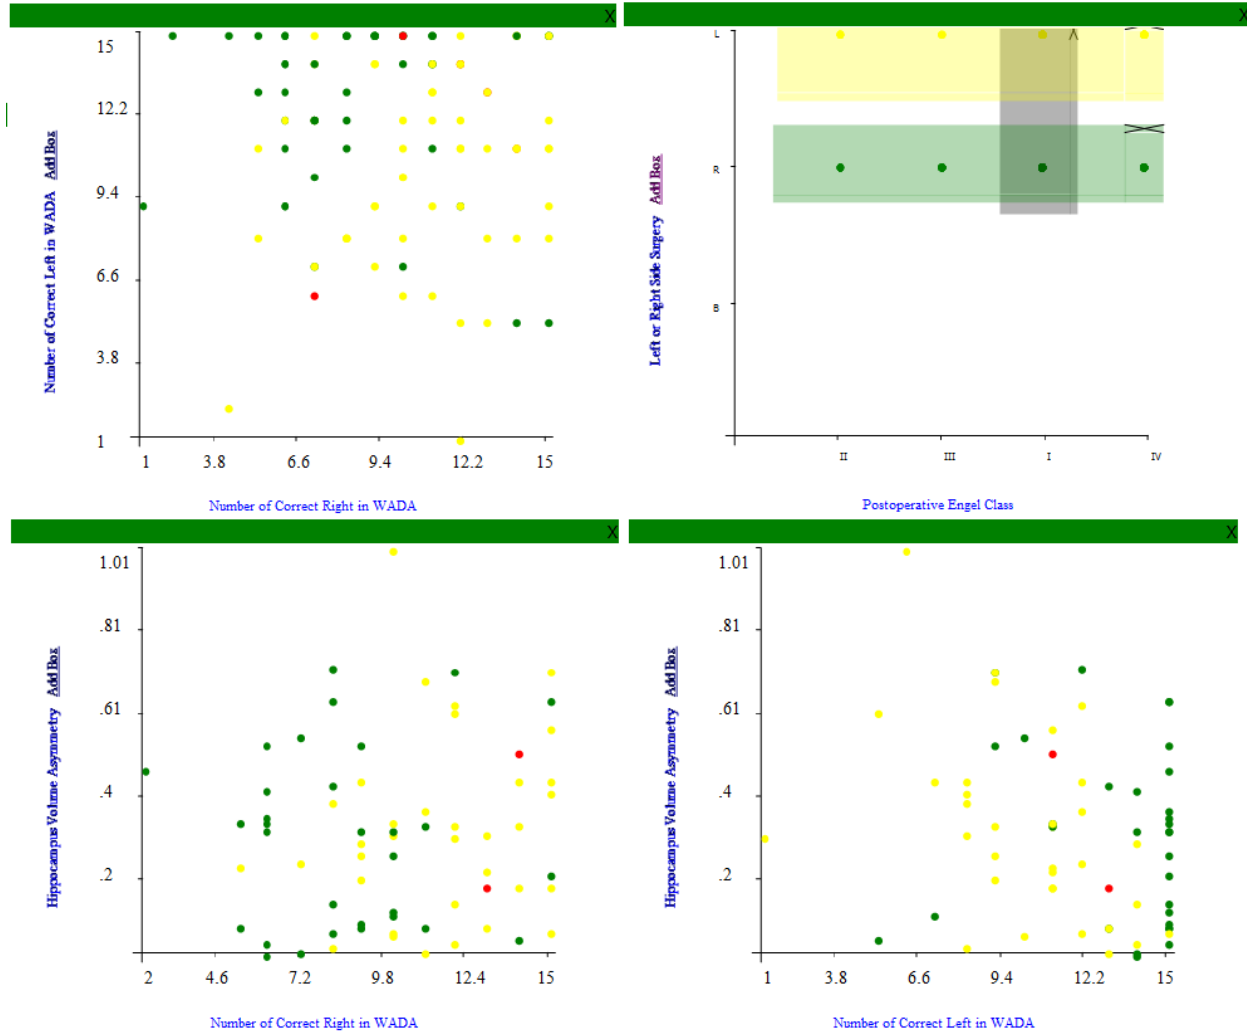 X
X
15
12.2
9.4
6.6
3.8
1
Number of Correct Left in WADA Add Box
1 3.8 6.6 9.4 12.2 15
Number of Correct Right in WADA
L
R
B
Left or Right Side Surgery Add Box
II III I IV
Postoperative Engel Class
X
X
1.01
.81
.61
.4
.2
Hippocampus Volume Asymmetry Add Box
2 4.6 7.2 9.8 12.4 15
Number of Correct Right in WADA
1.01
.81
.61
.4
.2
Hippocampus Volume Asymmetry Add Box
1 3.8 6.6 9.4 12.2 15
Number of Correct Left in WADA